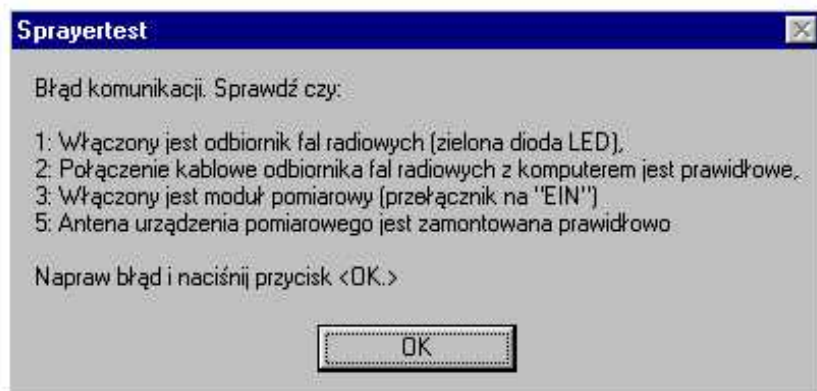 Sprayertest
Błąd komunikacji. Sprawdź czy:
1: Włączony jest odbiornik fal radiowych (zielona dioda LED),
2: Połączenie kablowe odbiornika fal radiowych z komputerem jest prawidłowe,
3: Włączony jest moduł pomiarowy (przełącznik na "EIN")
5: Antena urządzenia pomiarowego jest zamontowana prawidłowo
Napraw błąd i naciśnij przycisk <OK.>
OK